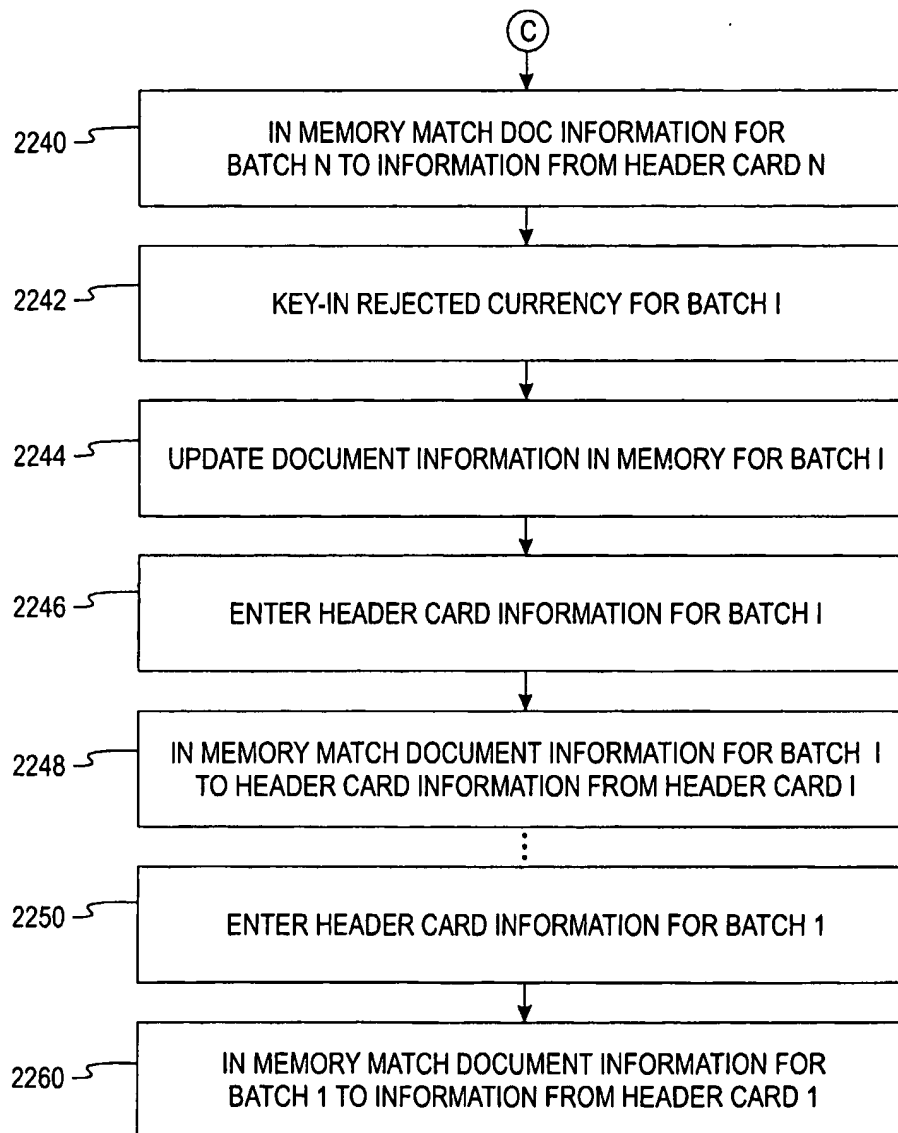 C
2240
IN MEMORY MATCH DOC INFORMATION FOR
BATCH N TO INFORMATION FROM HEADER CARD N
2242
KEY-IN REJECTED CURRENCY FOR BATCH I
2244
UPDATE DOCUMENT INFORMATION IN MEMORY FOR BATCH I
2246
ENTER HEADER CARD INFORMATION FOR BATCH I
2248
IN MEMORY MATCH DOCUMENT INFORMATION FOR BATCH I
TO HEADER CARD INFORMATION FROM HEADER CARD I
2250
ENTER HEADER CARD INFORMATION FOR BATCH 1
2260
IN MEMORY MATCH DOCUMENT INFORMATION FOR
BATCH 1 TO INFORMATION FROM HEADER CARD 1